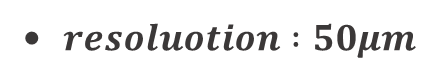 • resoluotion : 50μm